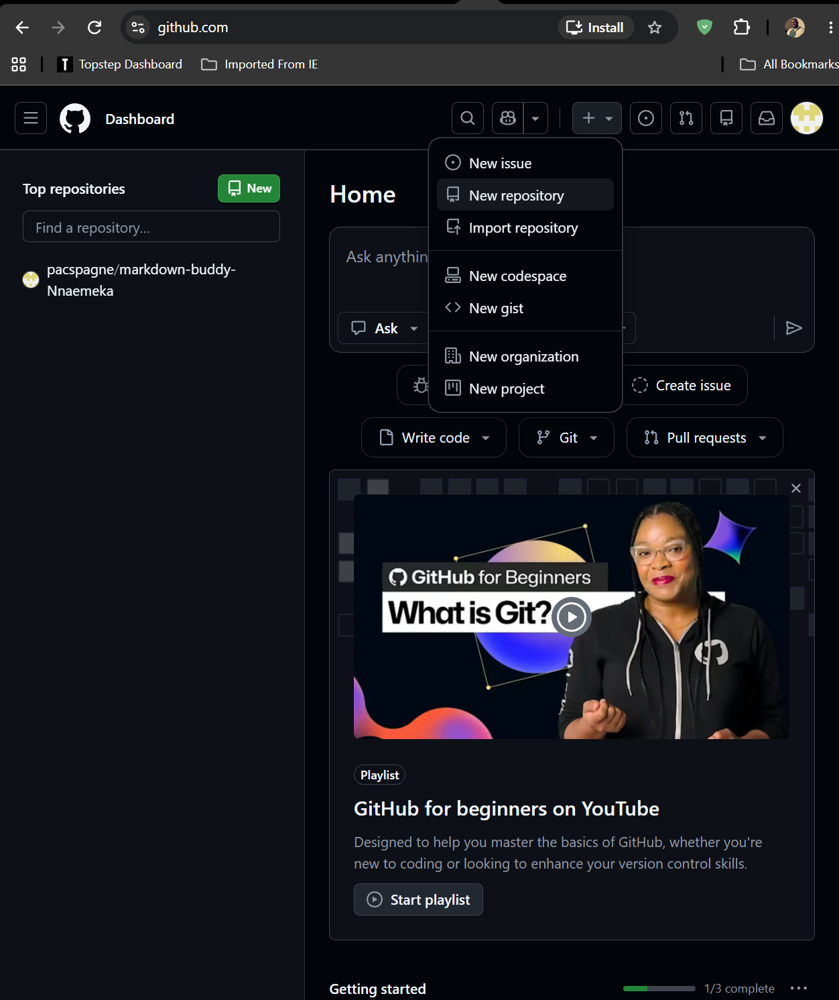 github.com
Install
Topstep Dashboard
Imported From IE
All Bookmarks
Dashboard
Top repositories
New
Find a repository...
pacspagne/markdown-buddy-
Nnaemeka
New issue
New repository
Import repository
New codespace
New gist
New organization
New project
Home
Ask anythin
Ask
Create issue
Write code
Git
Pull requests
GitHub for Beginners
What is Git?
Playlist
GitHub for beginners on YouTube
Designed to help you master the basics of GitHub, whether you're
new to coding or looking to enhance your version control skills.
Start playlist
Getting started
1/3 complete